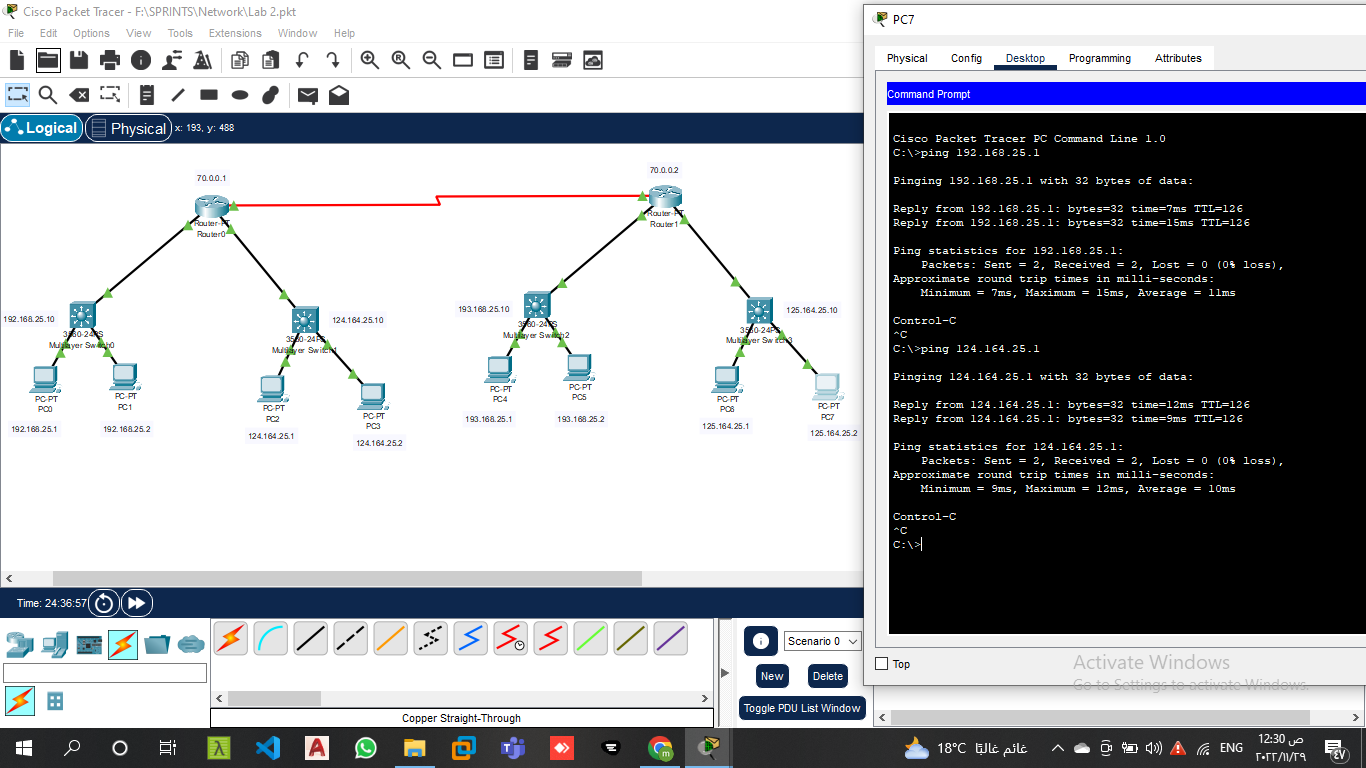 Cisco Packet Tracer - F:\SPRINTS\Network\Lab 2.pkt
File Edit Options View Tools Extensions Window Help
Logical
Physical
x: 193, y: 488
70.0.0.1
Router-PT
Router0
70.0.0.2
Router-PT
Router1
192.168.25.10
3560-24PS
Multilayer Switch0
3560-24PS
Multilayer Switch1
124.164.25.10
193.168.25.10
3560-24PS
Multilayer Switch2
3560-24PS
Multilayer Switch3
125.164.25.10
PC-PT
PC0
192.168.25.1
PC-PT
PC1
192.168.25.2
PC-PT
PC2
124.164.25.1
PC-PT
PC3
124.164.25.2
PC-PT
PC4
193.168.25.1
PC-PT
PC5
193.168.25.2
PC-PT
PC6
125.164.25.1
PC-PT
PC7
125.164.25.2
Time: 24:36:57
Copper Straight-Through
Scenario 0
New
Delete
Toggle PDU List Window
PC7
Physical Config Desktop Programming Attributes
Command Prompt
Cisco Packet Tracer PC Command Line 1.0
C:\>ping 192.168.25.1
Pinging 192.168.25.1 with 32 bytes of data:
Reply from 192.168.25.1: bytes=32 time=7ms TTL=126
Reply from 192.168.25.1: bytes=32 time=15ms TTL=126
Ping statistics for 192.168.25.1:
Packets: Sent = 2, Received = 2, Lost = 0 (0% loss),
Approximate round trip times in milli-seconds:
Minimum = 7ms, Maximum = 15ms, Average = 11ms
Control-C
^C
C:\>ping 124.164.25.1
Pinging 124.164.25.1 with 32 bytes of data:
Reply from 124.164.25.1: bytes=32 time=12ms TTL=126
Reply from 124.164.25.1: bytes=32 time=9ms TTL=126
Ping statistics for 124.164.25.1:
Packets: Sent = 2, Received = 2, Lost = 0 (0% loss),
Approximate round trip times in milli-seconds:
Minimum = 9ms, Maximum = 12ms, Average = 10ms
Control-C
^C
C:\>
Top
Activate Windows
Go to Settings to activate Windows.
18°C غائم غالبًا
ENG
12:30 ص
٢٠٢٢/١١/٢٩
٤٧